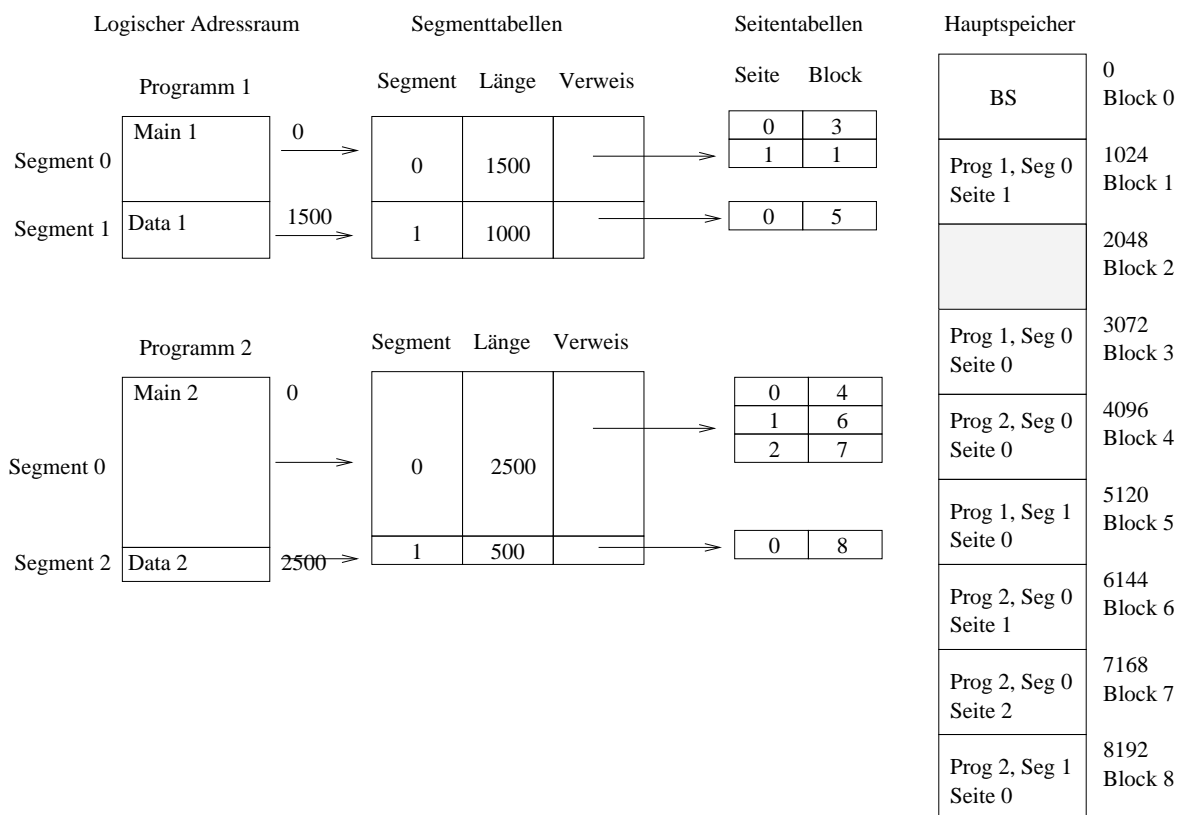 Logischer Adressraum
Segmenttabellen
Seitentabellen
Hauptspeicher
Programm 1
Segment Länge Verweis
Seite Block
Segment 0
Main 1
0
0 1500
0 3
1 1
Segment 1
Data 1
1500
1 1000
0 5
Programm 2
Segment Länge Verweis
Segment 0
Main 2
0
0 2500
0 4
1 6
2 7
Segment 2
Data 2
2500
1 500
0 8
BS
0
Block 0
Prog 1, Seg 0
Seite 1
1024
Block 1
2048
Block 2
Prog 1, Seg 0
Seite 0
3072
Block 3
Prog 2, Seg 0
Seite 0
4096
Block 4
Prog 1, Seg 1
Seite 0
5120
Block 5
Prog 2, Seg 0
Seite 1
6144
Block 6
Prog 2, Seg 0
Seite 2
7168
Block 7
Prog 2, Seg 1
Seite 0
8192
Block 8